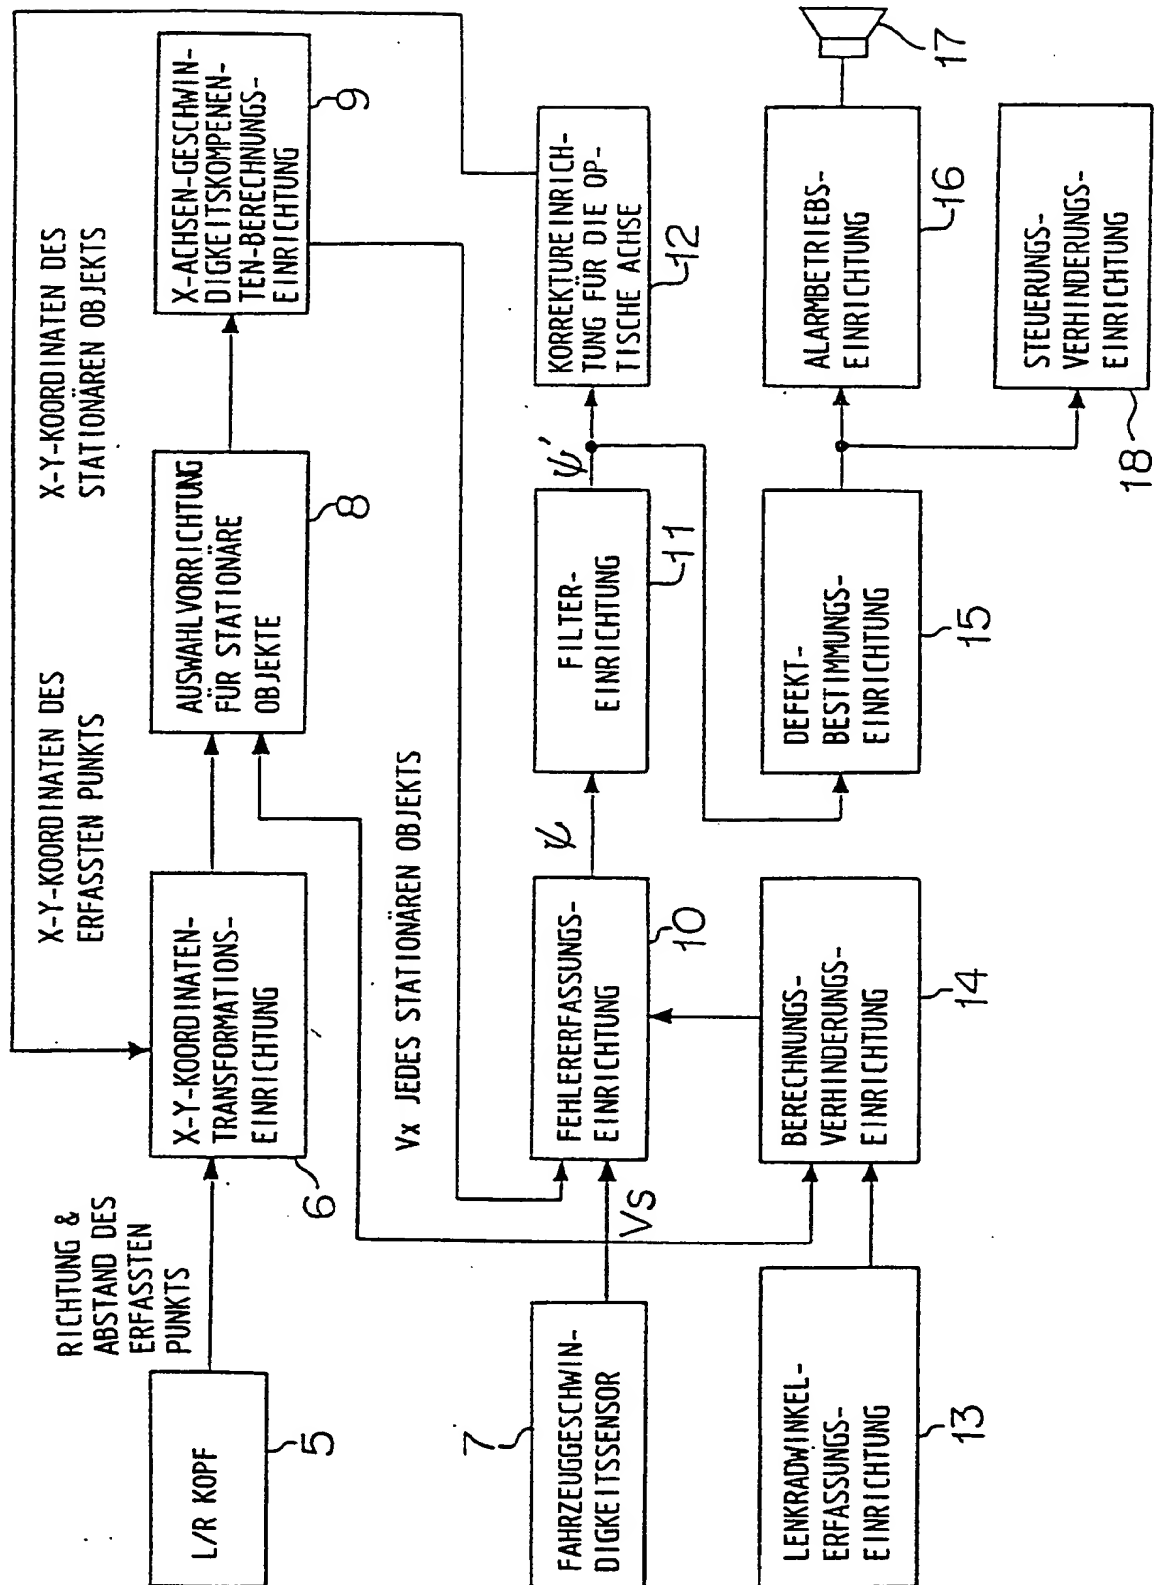 RICHTUNG &
ABSTAND DES
ERFASSTEN
PUNKTS
X-Y-KOORDINATEN DES
ERFASSTEN PUNKTS
X-Y-KOORDINATEN DES
STATIONÄREN OBJEKTS
L/R KOPF
5
X-Y-KOORDINATEN-
TRANSFORMATIONS-
EINRICHTUNG
6
AUSWAHLVORRICHTUNG
FÜR STATIONÄRE
OBJEKTE
8
X-ACHSEN-GESCHWIN-
DIGKEITSKOMPENEN-
TEN-BERECHNUNGS-
EINRICHTUNG
9
Vx JEDES STATIONÄREN OBJEKTS
FAHRZEUGGESCHWIN-
DIGKEITSSENSOR
7
VS
FEHLERERFASSUNGS-
EINRICHTUNG
10
ψ
FILTER-
EINRICHTUNG
11
ψ'
KORREKTUREINRICH-
TUNG FÜR DIE OP-
TISCHE ACHSE
12
LENKRADWINKEL-
ERFASSUNGS-
EINRICHTUNG
13
BERECHNUNGS-
VERHINDERUNGS-
EINRICHTUNG
14
DEFEKT-
BESTIMMUNGS-
EINRICHTUNG
15
ALARMBETRIEBS-
EINRICHTUNG
16
17
STEUERUNGS-
VERHINDERUNGS-
EINRICHTUNG
18